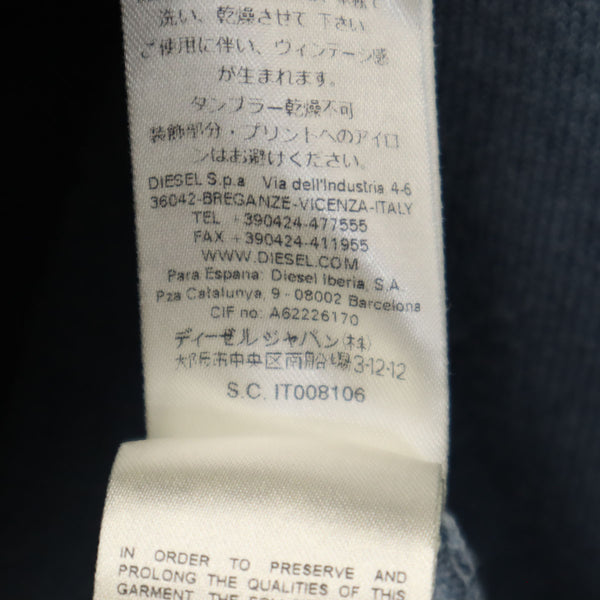 洗い、乾燥させて 下さい
ご使用に伴い、ヴィンテージ感
が生まれます。
タンブラー乾燥不可
装飾部分・プリントへのアイロ
ンはお避けください。
DIESEL S.p.a Via dell'Industria 4-6
36042-BREGANZE-VICENZA-ITALY
TEL +390424-477555
FAX +390424-411955
WWW.DIESEL.COM
Para Espana: Diesel Iberia, S.A.
Pza Catalunya, 9 - 08002 Barcelona
CIF no: A62226170
ディーゼル ジャパン(株)
大阪市中央区南船場3-12-12
S.C. IT008106
IN ORDER TO PRESERVE AND
PROLONG THE QUALITIES OF THIS
GARMENT, THE